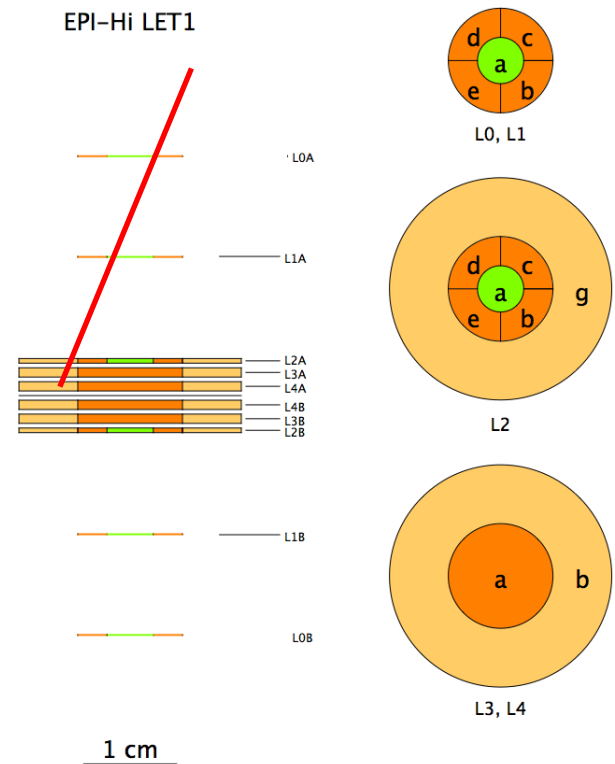 EPI-Hi LET1
L0A
L1A
L2A
L3A
L4A
L4B
L3B
L2B
L1B
L0B
1 cm
d c
a
e b
L0, L1
d c
a g
e b
L2
a b
L3, L4